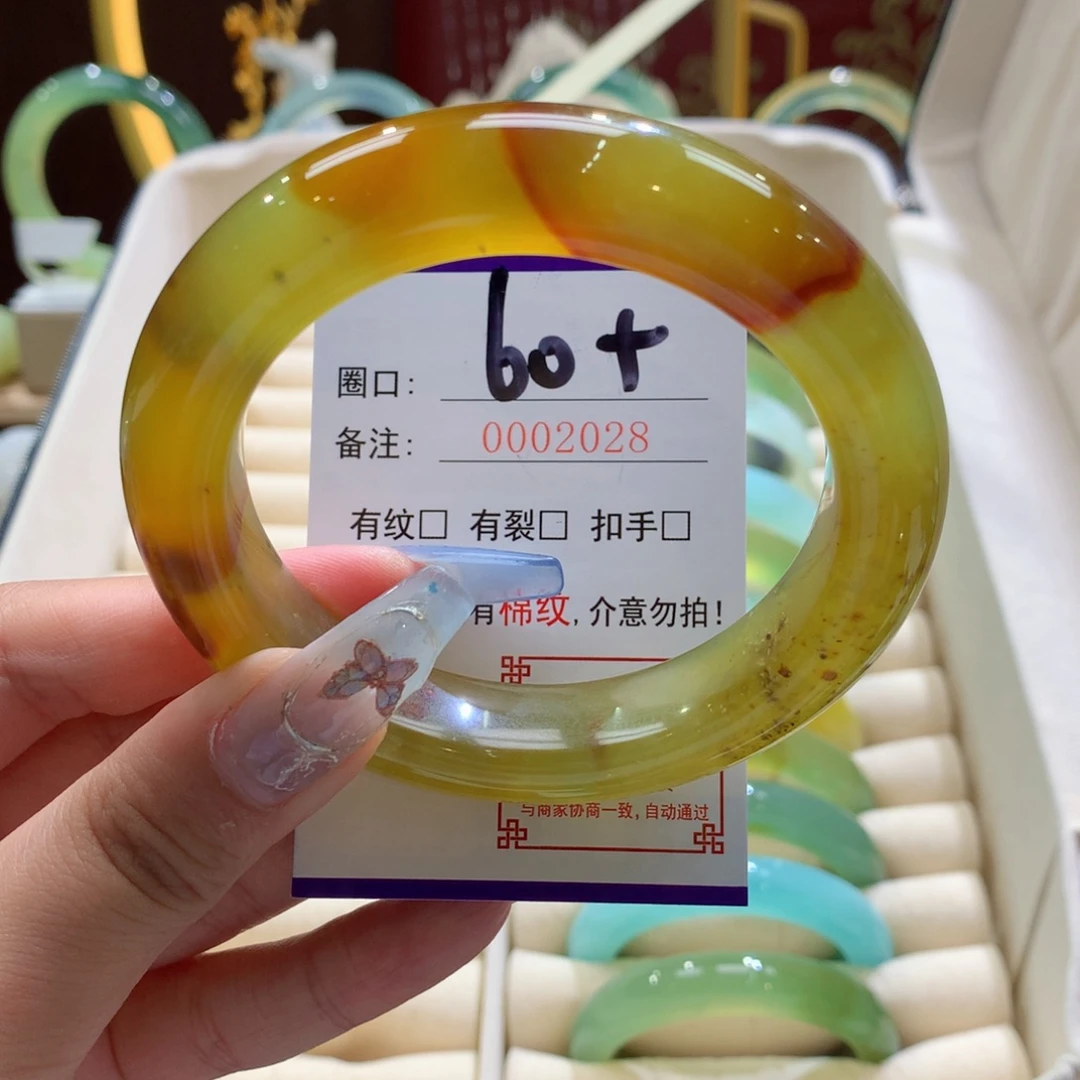 圈口: 60+
备注: 0002028
有纹□ 有裂□ 扣手□
有棉纹, 介意勿拍!
与商家协商一致, 自动通过